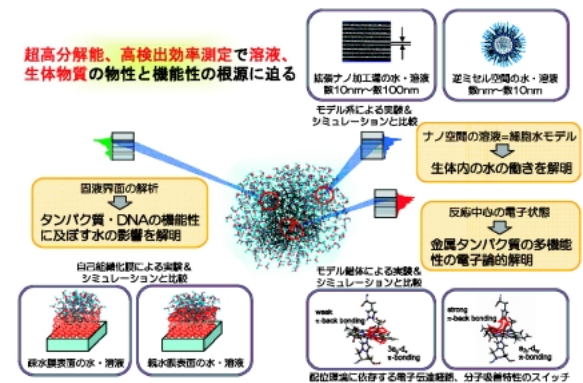 超高分解能、高検出効率測定で溶液、
生体物質の物性と機能性の根源に迫る
拡張ナノ加工場の水・溶液
数10nm～数100nm
逆ミセル空間の水・溶液
数nm～数10nm
モデル系による実験&
シミュレーションと比較
ナノ空間の溶液=細胞水モデル
生体内の水の働きを解明
固液界面の解析
タンパク質・DNAの機能性
に及ぼす水の影響を解明
反応中心の電子状態
金属タンパク質の多機能
性の電子論的解明
自己組織化膜による実験&
シミュレーションと比較
モデル錯体による実験&
シミュレーションと比較
疎水膜表面の水・溶液
親水膜表面の水・溶液
weak
π-back bonding
π-bonding
strong
π-back bonding
π-bonding
配位環境に依存する電子伝達経路、分子吸着特性のスイッチ